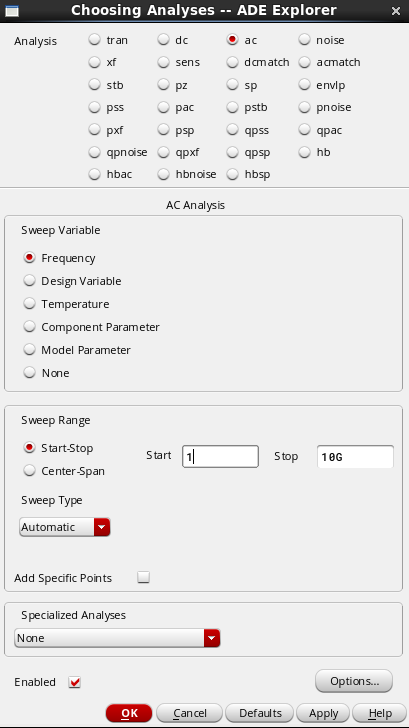 Choosing Analyses -- ADE Explorer
Analysis tran dc ac noise
xf sens dcmatch acmatch
stb pz sp envlp
pss pac pstb pnoise
pxf psp qpss qpac
qpnoise qpxf qpsp hb
hbac hbnoise hbsp
AC Analysis
Sweep Variable
Frequency
Design Variable
Temperature
Component Parameter
Model Parameter
None
Sweep Range
Start-Stop Start 1 Stop 10G
Center-Span
Sweep Type
Automatic
Add Specific Points
Specialized Analyses
None
Enabled Options...
OK Cancel Defaults Apply Help